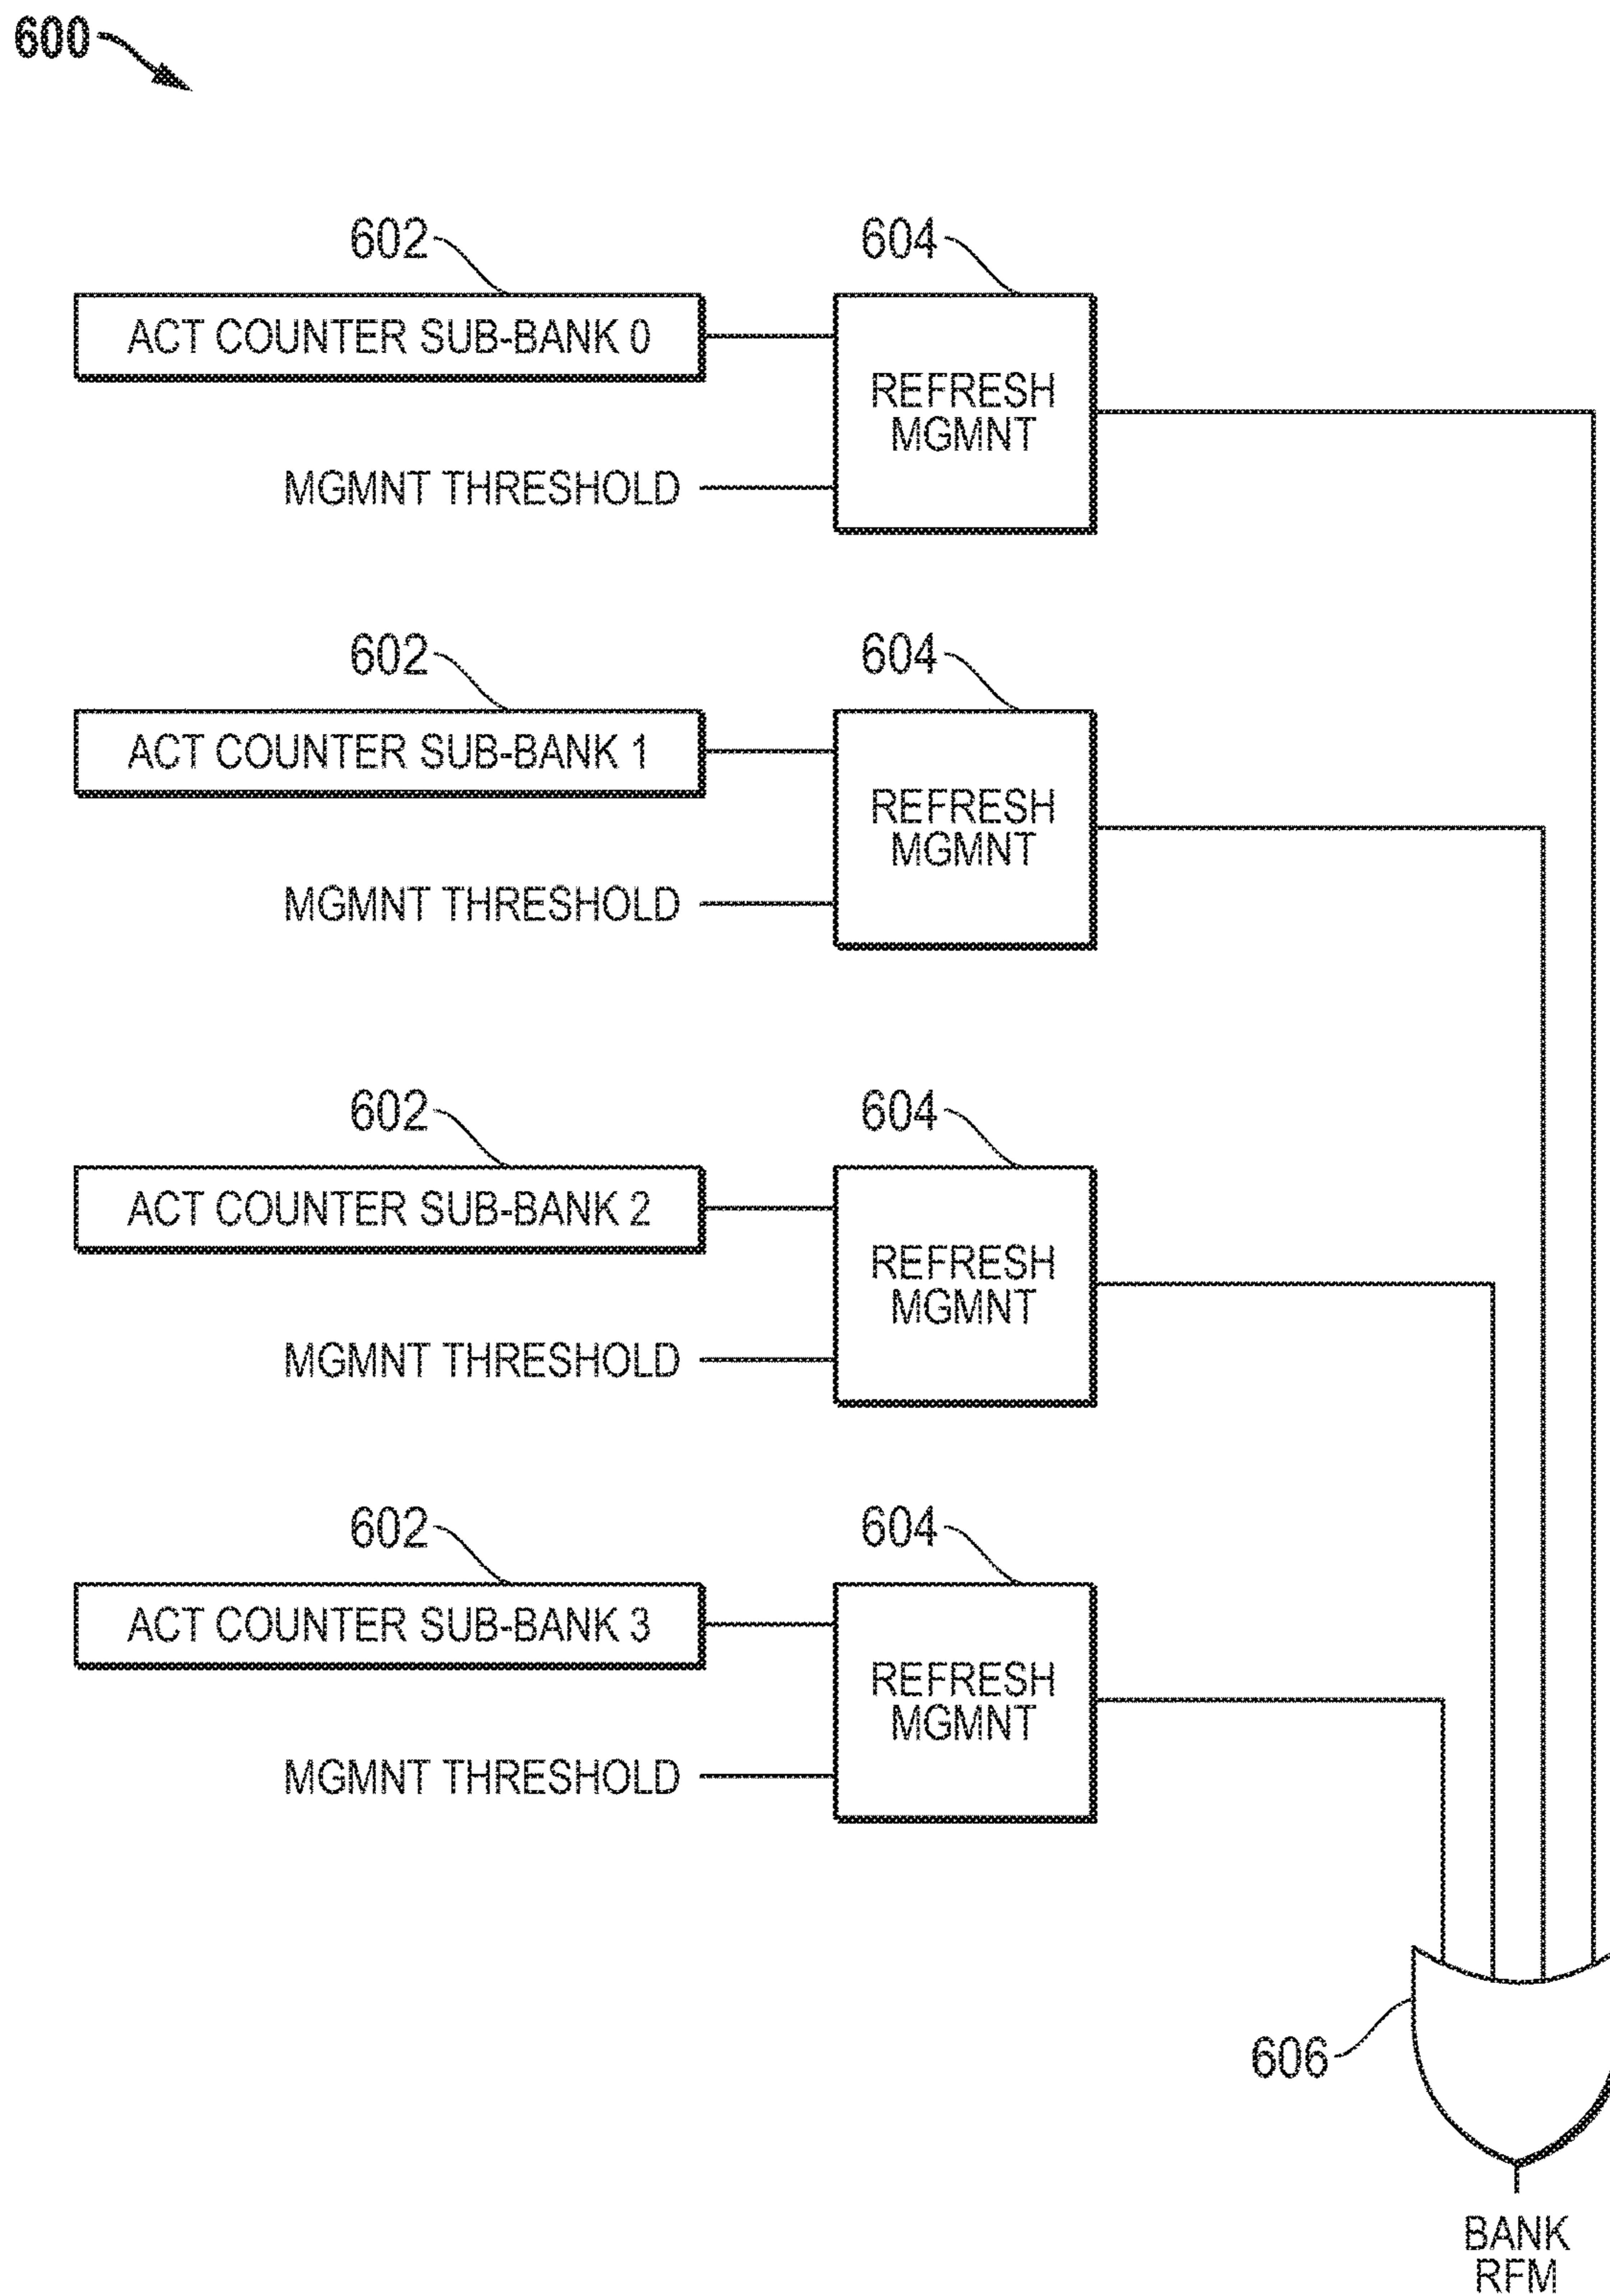 600
602
604
ACT COUNTER SUB-BANK 0
REFRESH
MGMNT
MGMNT THRESHOLD
602
604
ACT COUNTER SUB-BANK 1
REFRESH
MGMNT
MGMNT THRESHOLD
602
604
ACT COUNTER SUB-BANK 2
REFRESH
MGMNT
MGMNT THRESHOLD
602
604
ACT COUNTER SUB-BANK 3
REFRESH
MGMNT
MGMNT THRESHOLD
606
BANK
RFM